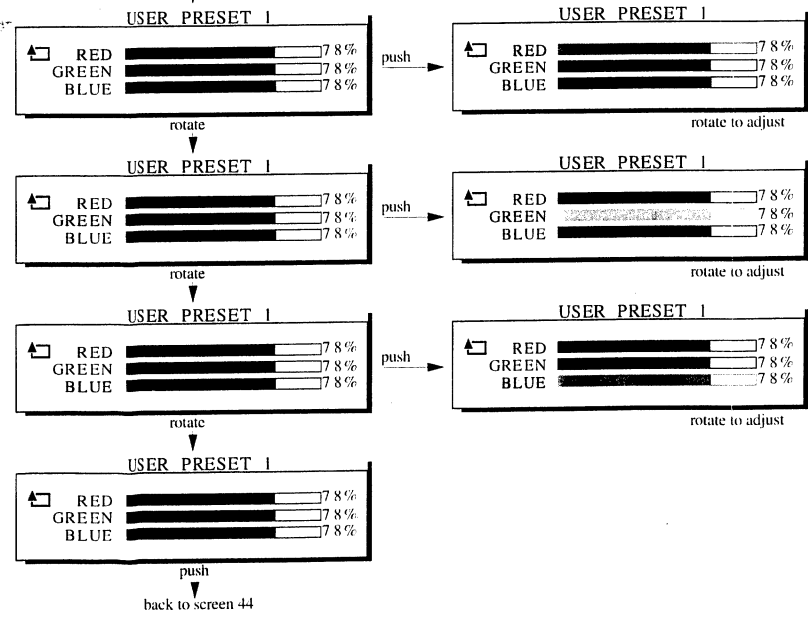 USER PRESET 1
RED 78%
GREEN 78%
BLUE 78%
push
USER PRESET 1
RED 78%
GREEN 78%
BLUE 78%
rotate
rotate to adjust
USER PRESET 1
RED 78%
GREEN 78%
BLUE 78%
push
USER PRESET 1
RED 78%
GREEN 78%
BLUE 78%
rotate
rotate to adjust
USER PRESET 1
RED 78%
GREEN 78%
BLUE 78%
push
USER PRESET 1
RED 78%
GREEN 78%
BLUE 78%
rotate
rotate to adjust
USER PRESET 1
RED 78%
GREEN 78%
BLUE 78%
push
back to screen 44